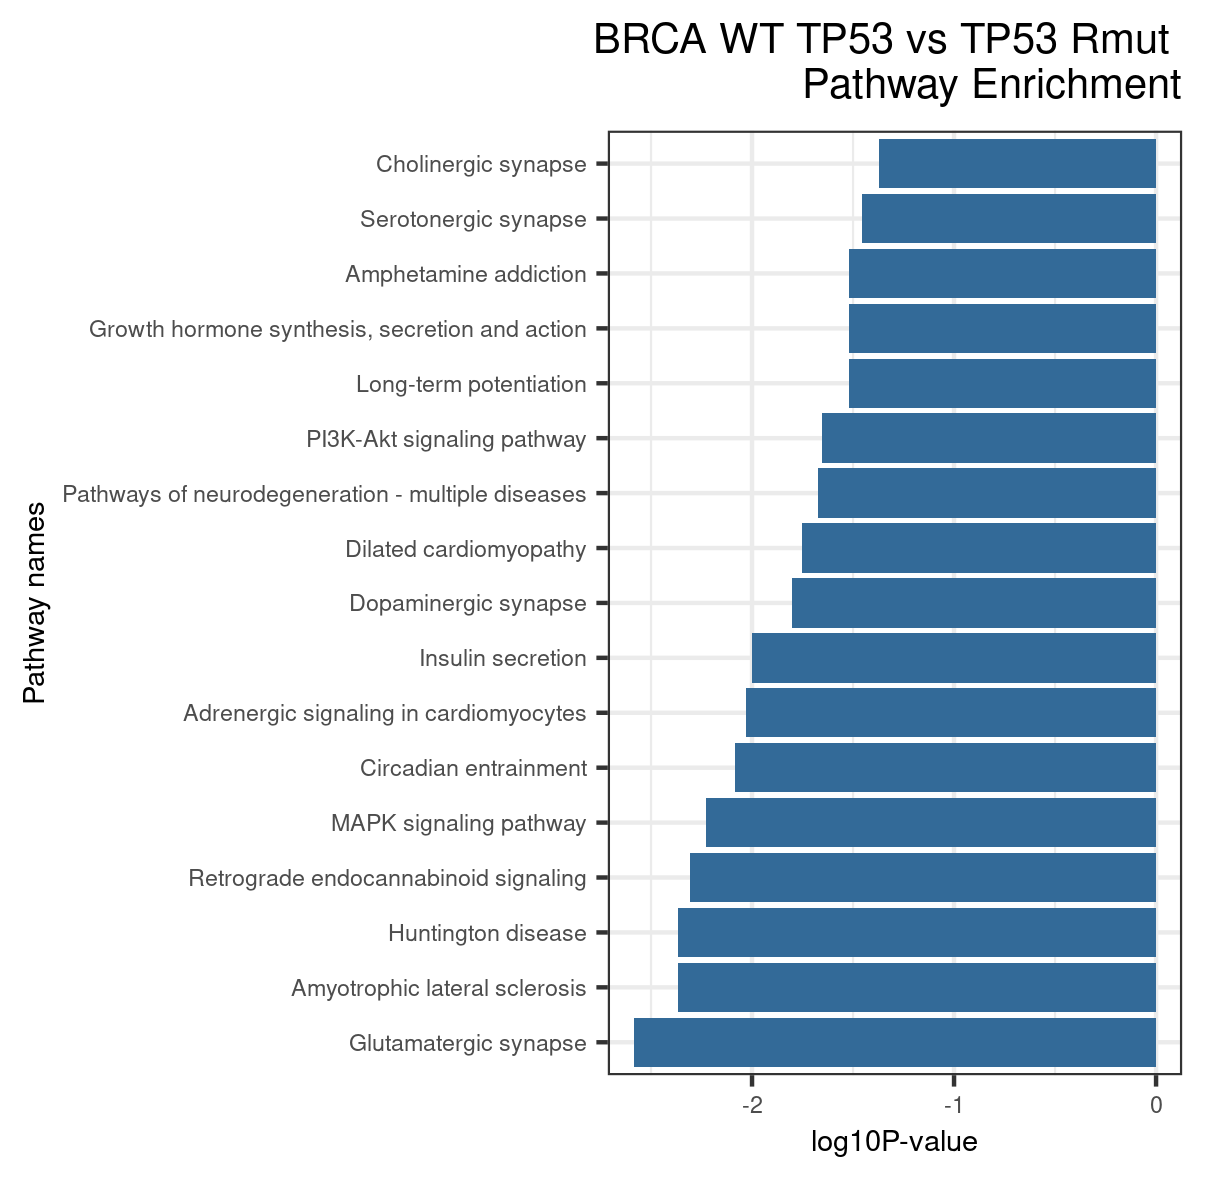 BRCA WT TP53 vs TP53 Rmut
Pathway Enrichment
Pathway names
Cholinergic synapse
Serotonergic synapse
Amphetamine addiction
Growth hormone synthesis, secretion and action
Long-term potentiation
PI3K-Akt signaling pathway
Pathways of neurodegeneration - multiple diseases
Dilated cardiomyopathy
Dopaminergic synapse
Insulin secretion
Adrenergic signaling in cardiomyocytes
Circadian entrainment
MAPK signaling pathway
Retrograde endocannabinoid signaling
Huntington disease
Amyotrophic lateral sclerosis
Glutamatergic synapse
-2 -1 0
log10P-value